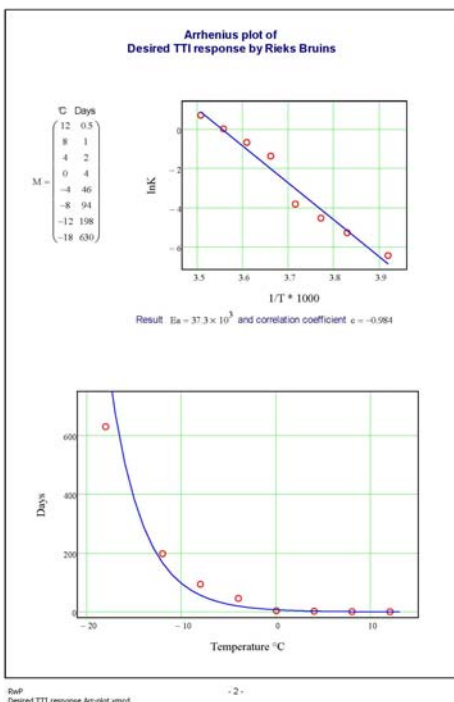 Arrhenius plot of
Desired TTI response by Rieks Bruins
°C Days
12 0.5
8 1
4 2
M = 0 4
-4 46
-8 94
-12 198
-18 630
lnK
0
-2
-4
-6
3.5 3.6 3.7 3.8 3.9
1/T * 1000
Result Ea = 37.3 × 10³ and correlation coefficient c = -0.984
Days
600
400
200
0
-20 -10 0 10
Temperature °C
RwP
- 2 -
Desired TTI response Arr-plot.xmcd